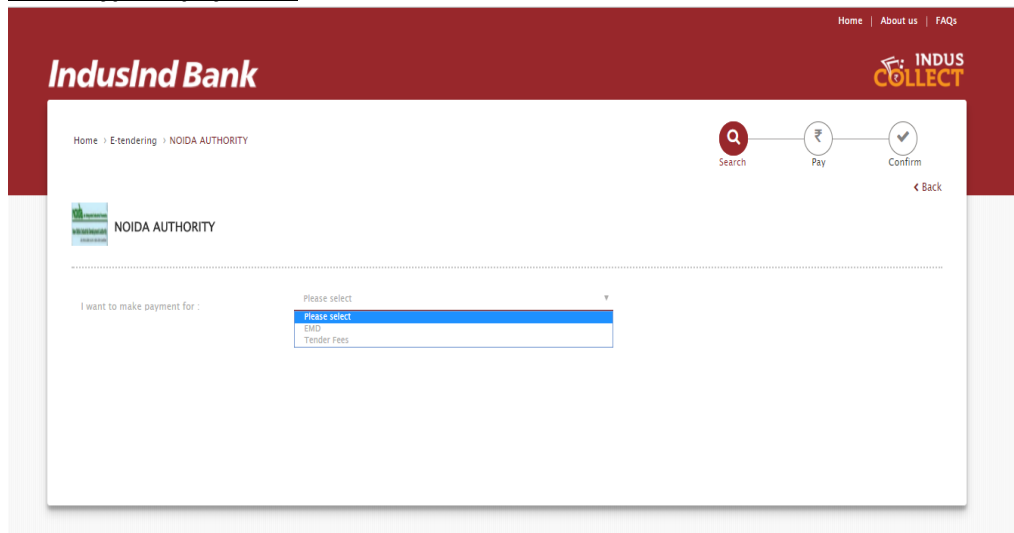 Home | About us | FAQs
IndusInd Bank
INDUS
COLLECT
Home > E-tendering > NOIDA AUTHORITY
Search
Pay
Confirm
< Back
NOIDA AUTHORITY
I want to make payment for :
Please select
Please select
EMD
Tender Fees